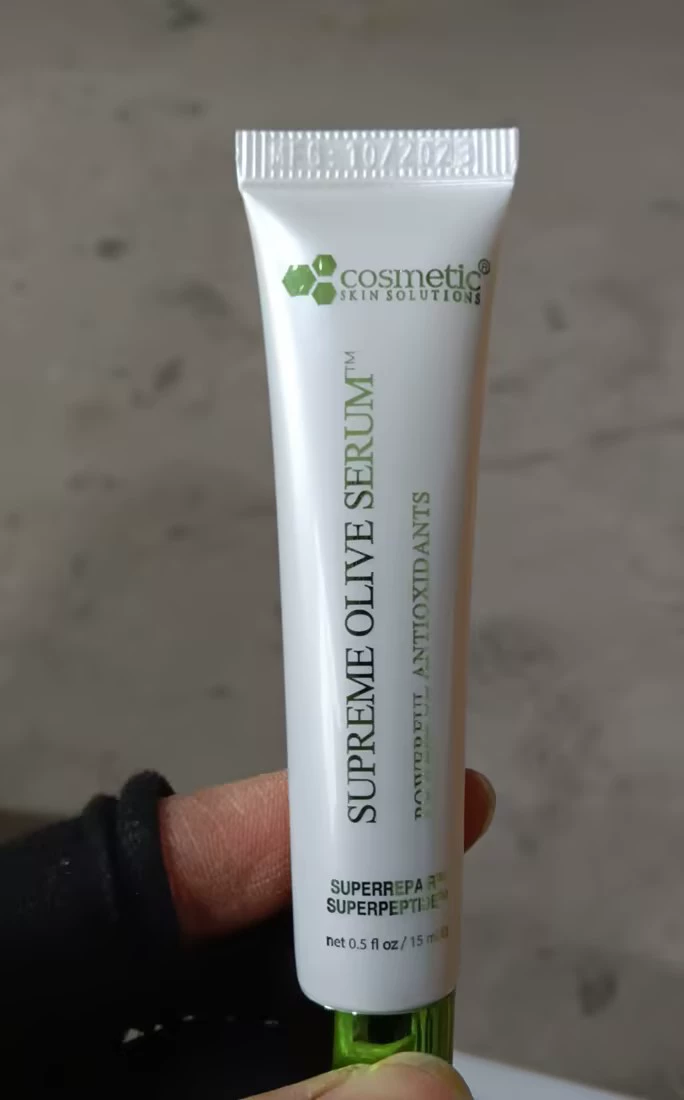 MFG: 10/2023
cosmetic®
SKIN SOLUTIONS
SUPREME OLIVE SERUM™
POWERFUL ANTIOXIDANTS
SUPERREPAIR™
SUPERPEPTIDE™
net 0.5 fl oz / 15 ml